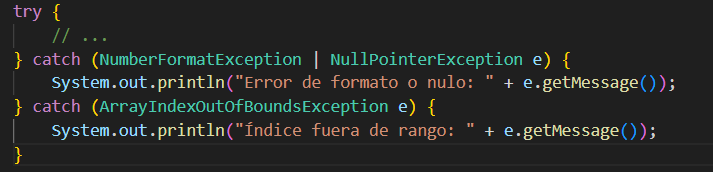 try {
    // ...
} catch (NumberFormatException | NullPointerException e) {
    System.out.println("Error de formato o nulo: " + e.getMessage());
} catch (ArrayIndexOutOfBoundsException e) {
    System.out.println("Índice fuera de rango: " + e.getMessage());
}